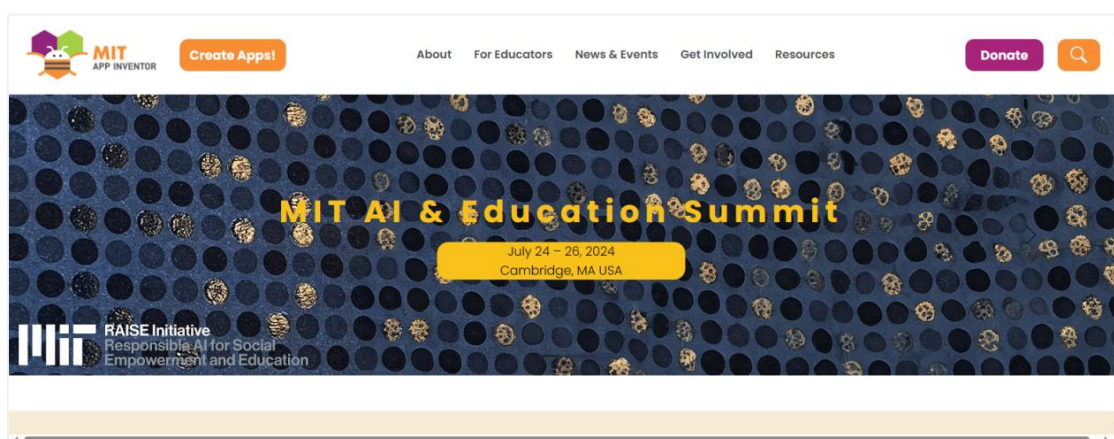 MIT
APP INVENTOR
Create Apps!
About For Educators News & Events Get Involved Resources
Donate
MIT AI & Education Summit
July 24 – 26, 2024
Cambridge, MA USA
MIT
RAISE Initiative
Responsible AI for Social
Empowerment and Education